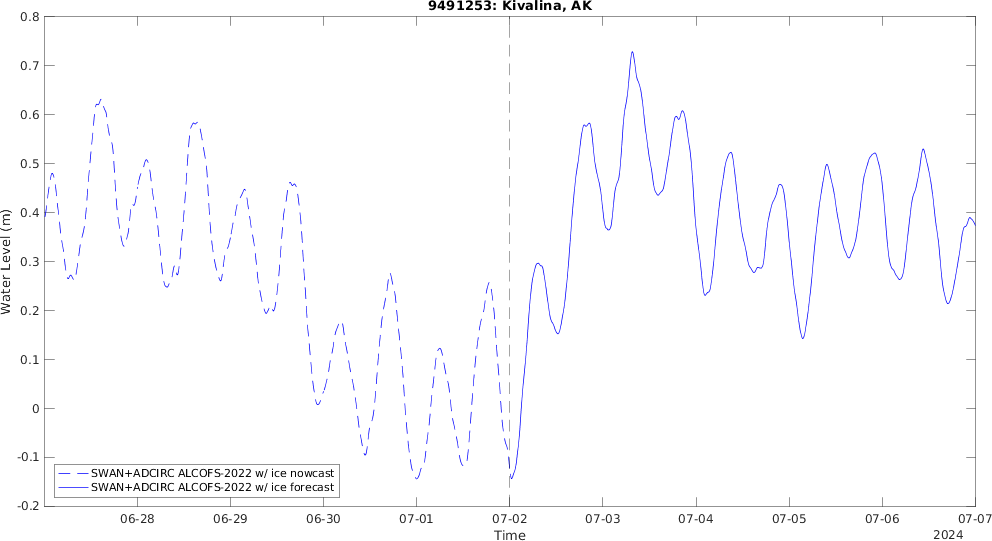 9491253: Kivalina, AK
0.8
0.7
0.6
0.5
0.4
0.3
0.2
0.1
0
-0.1
-0.2
Water Level (m)
SWAN+ADCIRC ALCOFS-2022 w/ ice nowcast
SWAN+ADCIRC ALCOFS-2022 w/ ice forecast
06-28 06-29 06-30 07-01 07-02 07-03 07-04 07-05 07-06 07-07
Time
2024